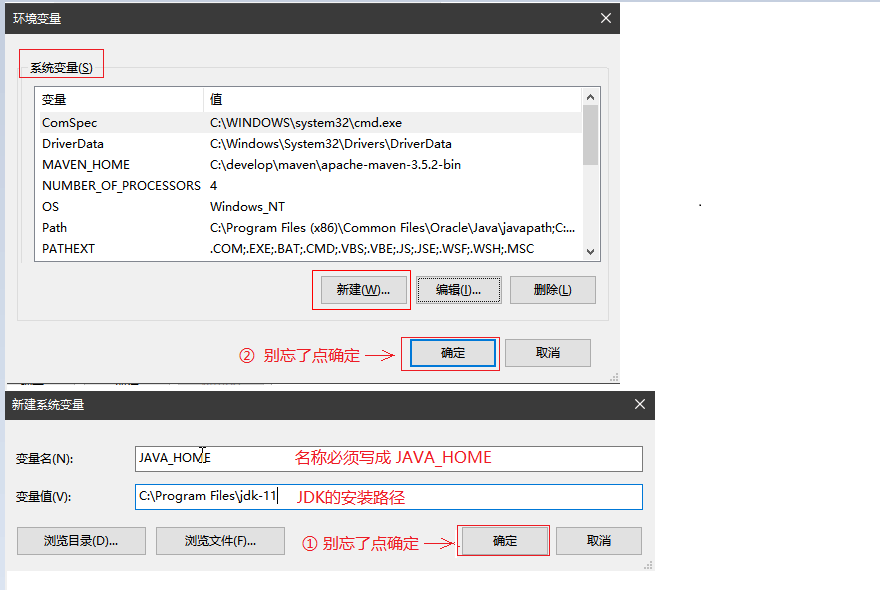 环境变量
系统变量(S)
变量 值
ComSpec C:\WINDOWS\system32\cmd.exe
DriverData C:\Windows\System32\Drivers\DriverData
MAVEN_HOME C:\develop\maven\apache-maven-3.5.2-bin
NUMBER_OF_PROCESSORS 4
OS Windows_NT
Path C:\Program Files (x86)\Common Files\Oracle\Java\javapath;C:...
PATHEXT .COM;.EXE;.BAT;.CMD;.VBS;.VBE;.JS;.JSE;.WSF;.WSH;.MSC
新建(W)... 编辑(I)... 删除(L)
② 别忘了点确定 确定 取消
新建系统变量
变量名(N): JAVA_HOME 名称必须写成 JAVA_HOME
变量值(V): C:\Program Files\jdk-11 JDK的安装路径
浏览目录(D)... 浏览文件(F)... ① 别忘了点确定 确定 取消